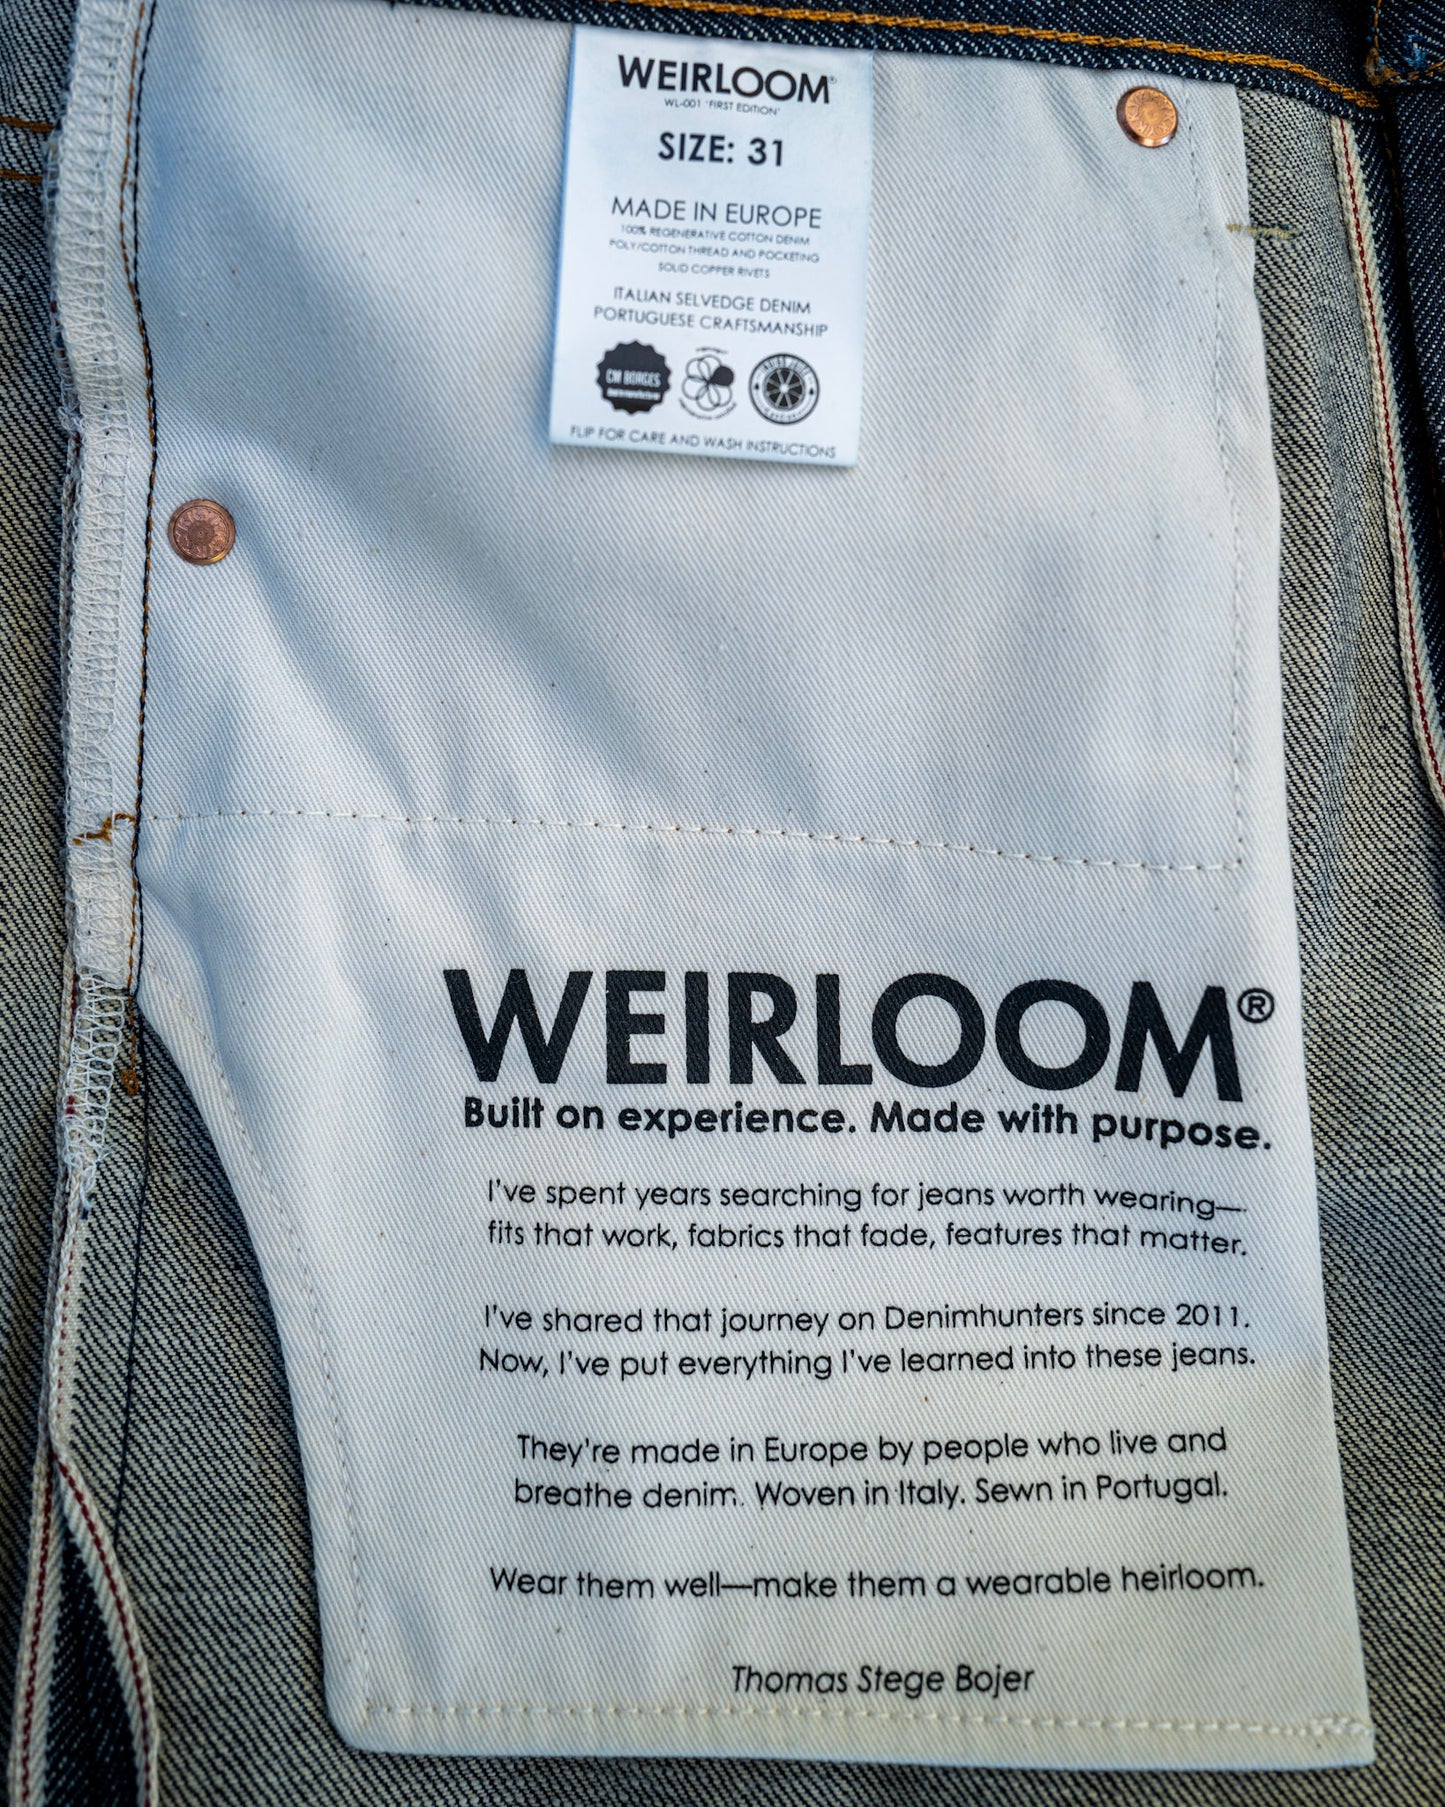 WEIRLOOM®
WL-001 'FIRST EDITION'
SIZE: 31
MADE IN EUROPE
100% REGENERATIVE COTTON DENIM
POLY/COTTON THREAD AND POCKETING
SOLID COPPER RIVETS
ITALIAN SELVEDGE DENIM
PORTUGUESE CRAFTSMANSHIP
CM BORGES
FLIP FOR CARE AND WASH INSTRUCTIONS
WEIRLOOM®
Built on experience. Made with purpose.
I've spent years searching for jeans worth wearing—
fits that work, fabrics that fade, features that matter.
I've shared that journey on Denimhunters since 2011.
Now, I've put everything I've learned into these jeans.
They're made in Europe by people who live and
breathe denim. Woven in Italy. Sewn in Portugal.
Wear them well—make them a wearable heirloom.
Thomas Stege Bojer